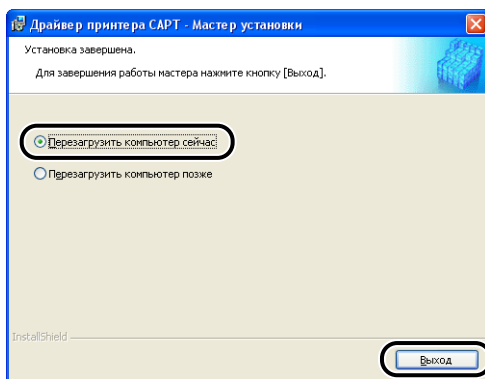 Драйвер принтера CAPT - Мастер установки
Установка завершена.
Для завершения работы мастера нажмите кнопку [Выход].
Перезагрузить компьютер сейчас
Перезагрузить компьютер позже
InstallShield
Выход